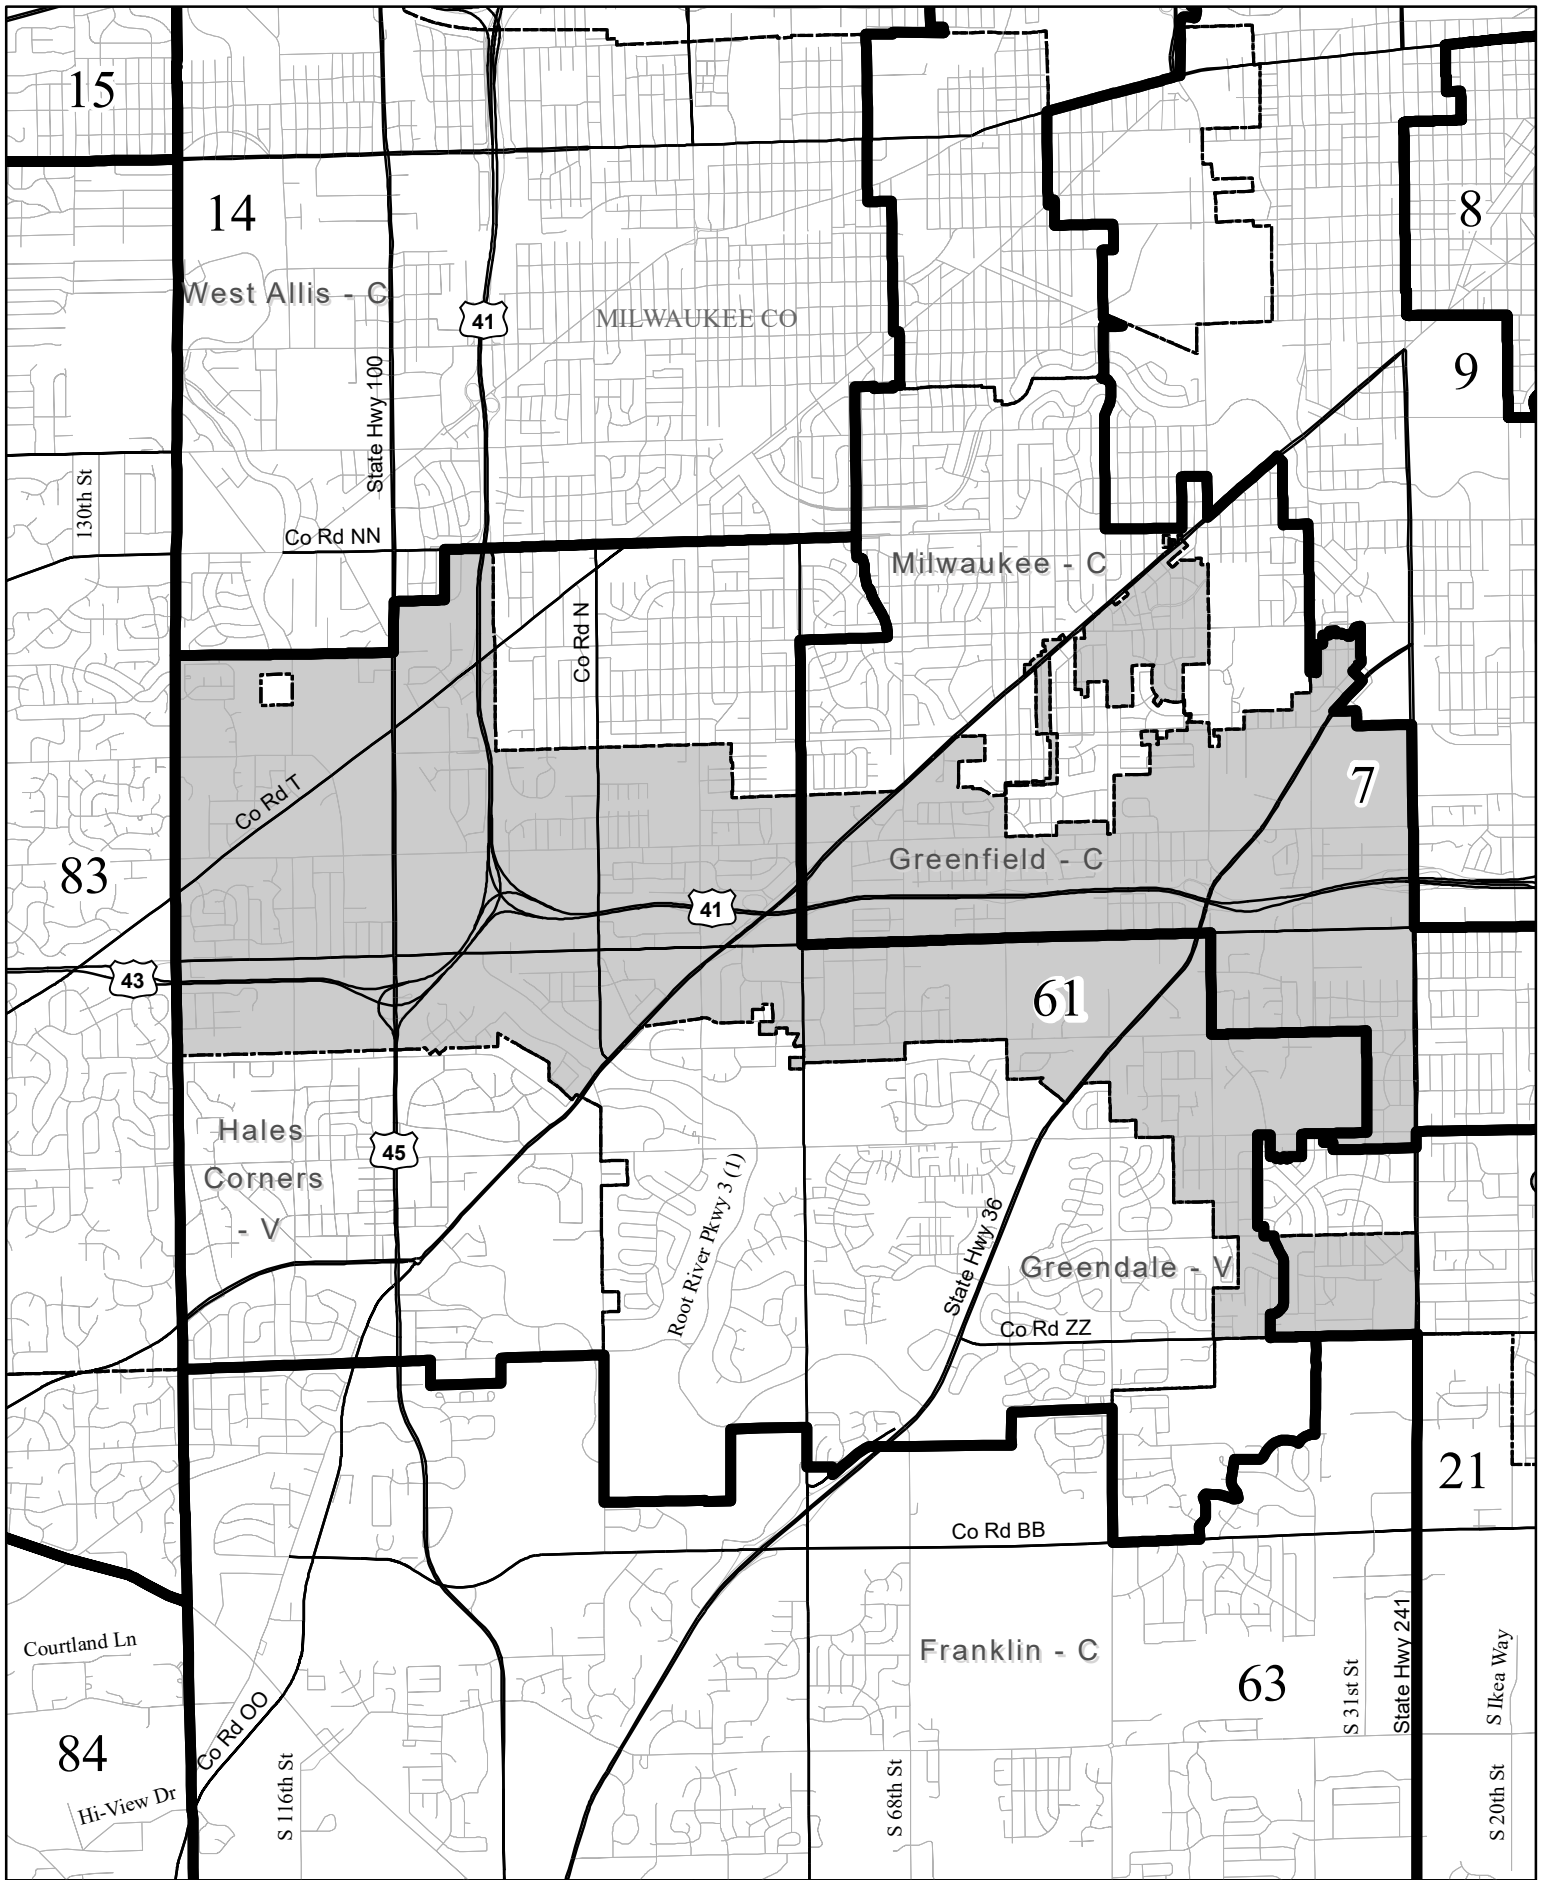 15
14
8
West Allis - C
41
MILWAUKEE CO
State Hwy 100
9
130th St
Co Rd NN
Milwaukee - C
Co Rd N
7
Co Rd T
83
Greenfield - C
41
43
61
Hales
Corners
- V
45
Root River Pkwy 3 (1)
State Hwy 36
Greendale - V
Co Rd ZZ
21
Co Rd BB
Courtland Ln
Franklin - C
63
S 31st St
State Hwy 241
S Ikea Way
84
Co Rd OO
Hi-View Dr
S 116th St
S 68th St
S 20th St